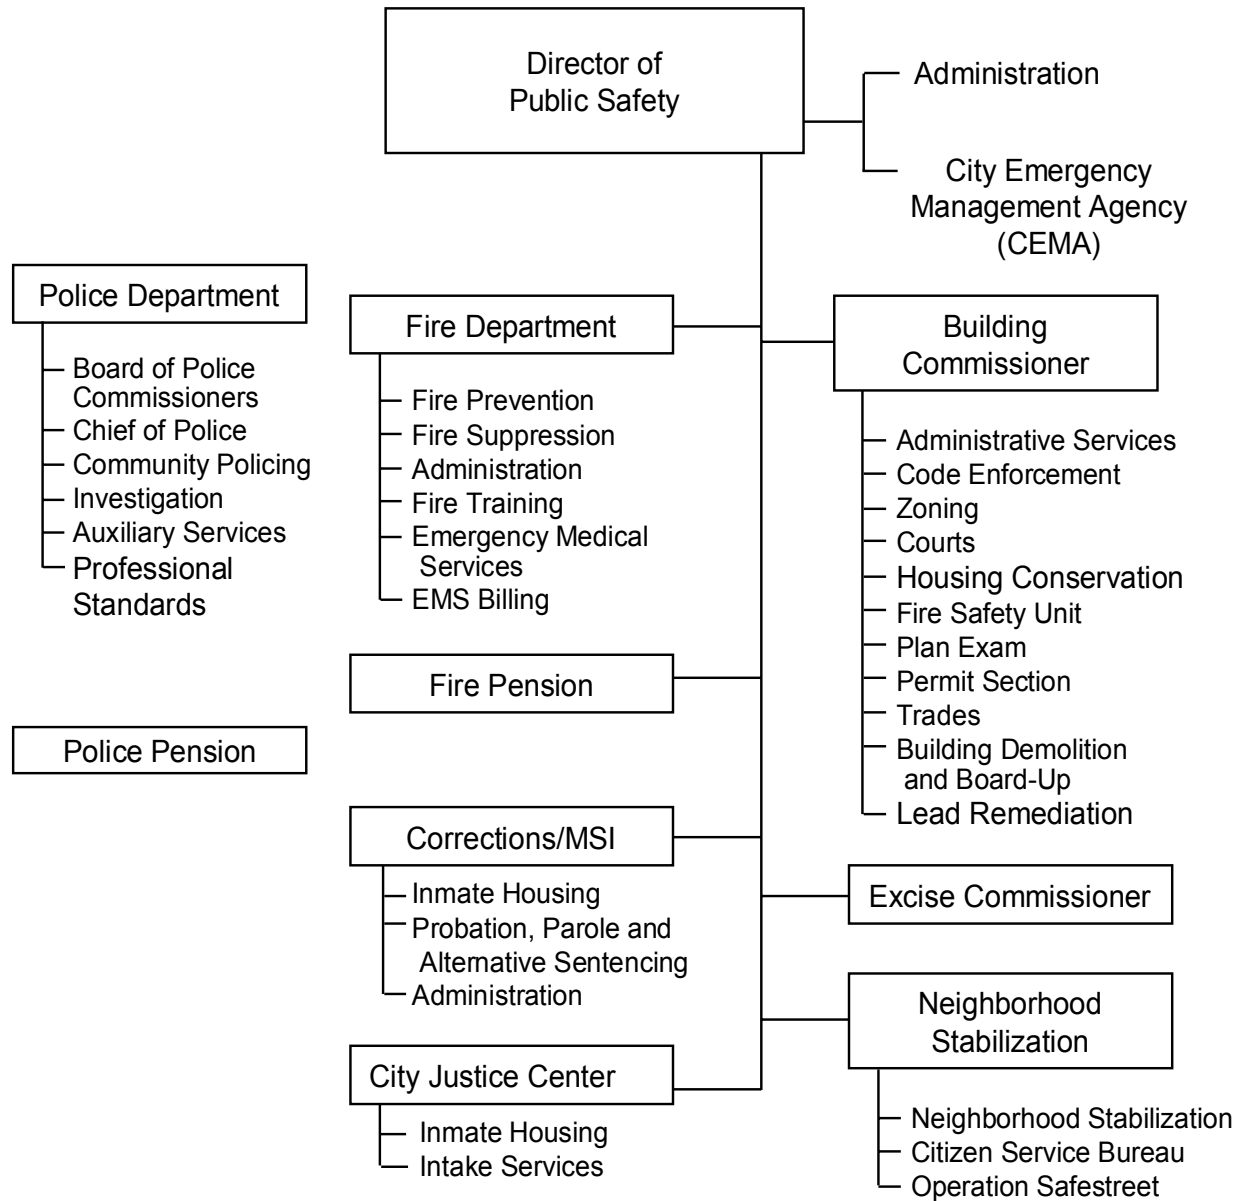 Director of
Public Safety
Administration
City Emergency
Management Agency
(CEMA)
Police Department
Board of Police
Commissioners
Chief of Police
Community Policing
Investigation
Auxiliary Services
Professional
Standards
Police Pension
Fire Department
Fire Prevention
Fire Suppression
Administration
Fire Training
Emergency Medical
Services
EMS Billing
Fire Pension
Corrections/MSI
Inmate Housing
Probation, Parole and
Alternative Sentencing
Administration
City Justice Center
Inmate Housing
Intake Services
Building
Commissioner
Administrative Services
Code Enforcement
Zoning
Courts
Housing Conservation
Fire Safety Unit
Plan Exam
Permit Section
Trades
Building Demolition
and Board-Up
Lead Remediation
Excise Commissioner
Neighborhood
Stabilization
Neighborhood Stabilization
Citizen Service Bureau
Operation Safestreet